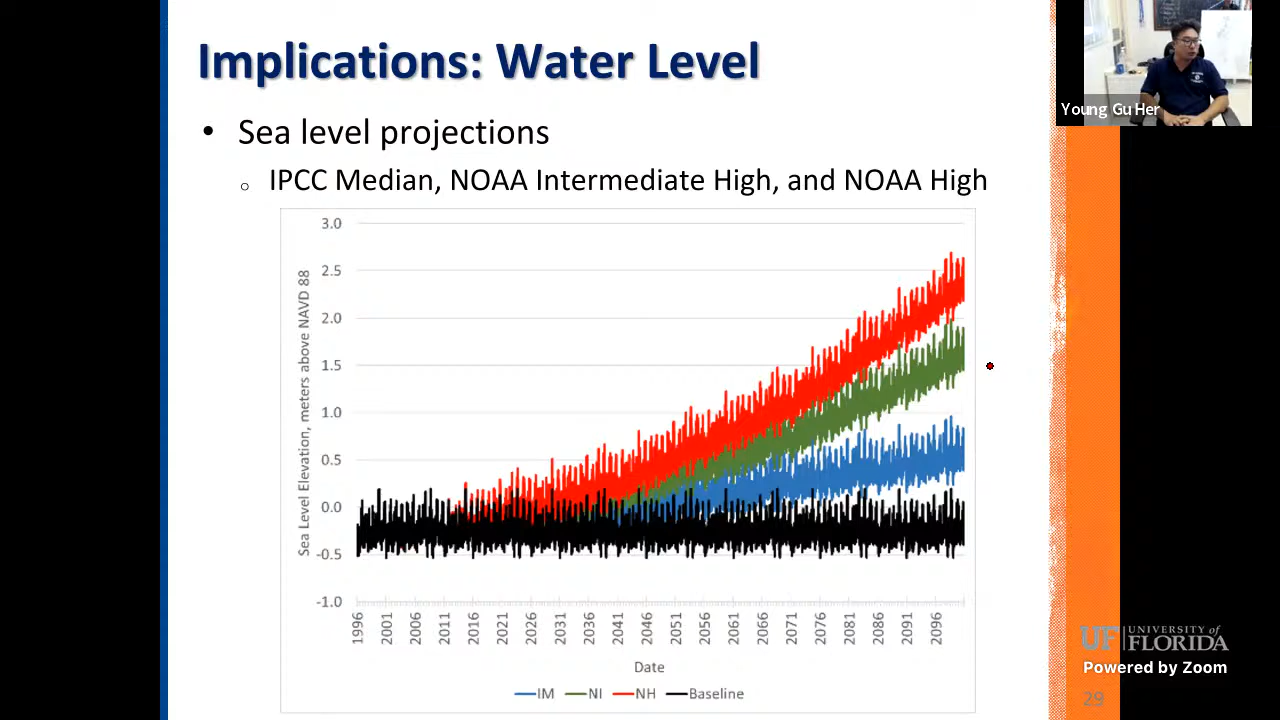 Implications: Water Level
Young Gu Her
• Sea level projections
○ IPCC Median, NOAA Intermediate High, and NOAA High
3.0
2.5
2.0
1.5
1.0
0.5
0.0
-0.5
-1.0
Sea Level Elevation, meters above NAVD 88
1996 2001 2006 2011 2016 2021 2026 2031 2036 2041 2046 2051 2056 2061 2066 2071 2076 2081 2086 2091 2096
Date
IM NI NH Baseline
UF UNIVERSITY of
FLORIDA
Powered by Zoom
29